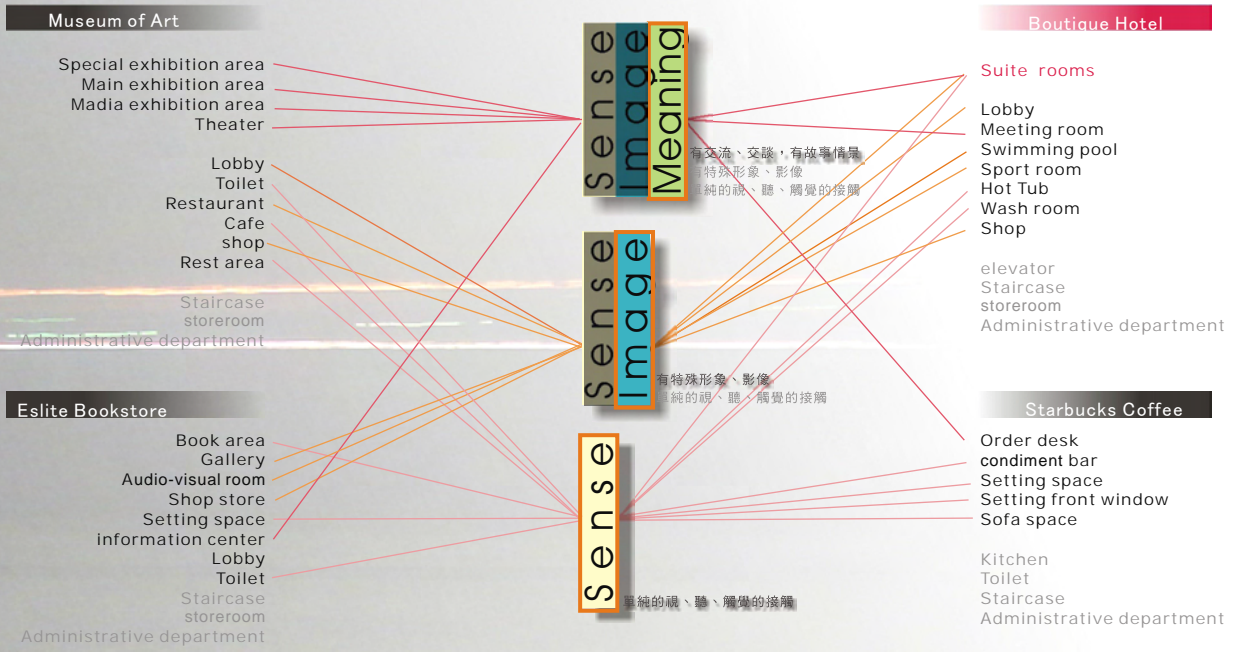 Museum of Art
Special exhibition area
Main exhibition area
Madia exhibition area
Theater
Lobby
Toilet
Restaurant
Cafe
shop
Rest area
Staircase
storeroom
Administrative department
Eslite Bookstore
Book area
Gallery
Audio-visual room
Shop store
Setting space
information center
Lobby
Toilet
Staircase
storeroom
Administrative department
Sense
Image
Meaning
有交流、交談，有故事情景
有特殊形象、影像
單純的視、聽、觸覺的接觸
Sense
Image
有特殊形象、影像
單純的視、聽、觸覺的接觸
Sense
單純的視、聽、觸覺的接觸
Boutique Hotel
Suite rooms
Lobby
Meeting room
Swimming pool
Sport room
Hot Tub
Wash room
Shop
elevator
Staircase
storeroom
Administrative department
Starbucks Coffee
Order desk
condiment bar
Setting space
Setting front window
Sofa space
Kitchen
Toilet
Staircase
Administrative department